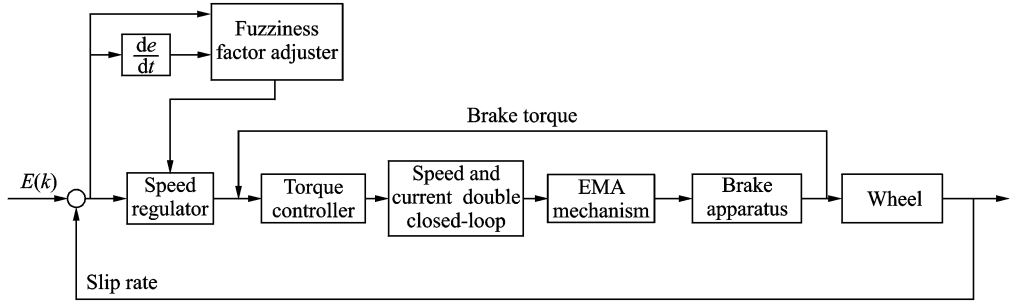 Fuzziness
factor adjuster
de
dt
Brake torque
E(k)
Speed
regulator
Torque
controller
Speed and
current double
closed-loop
EMA
mechanism
Brake
apparatus
Wheel
Slip rate